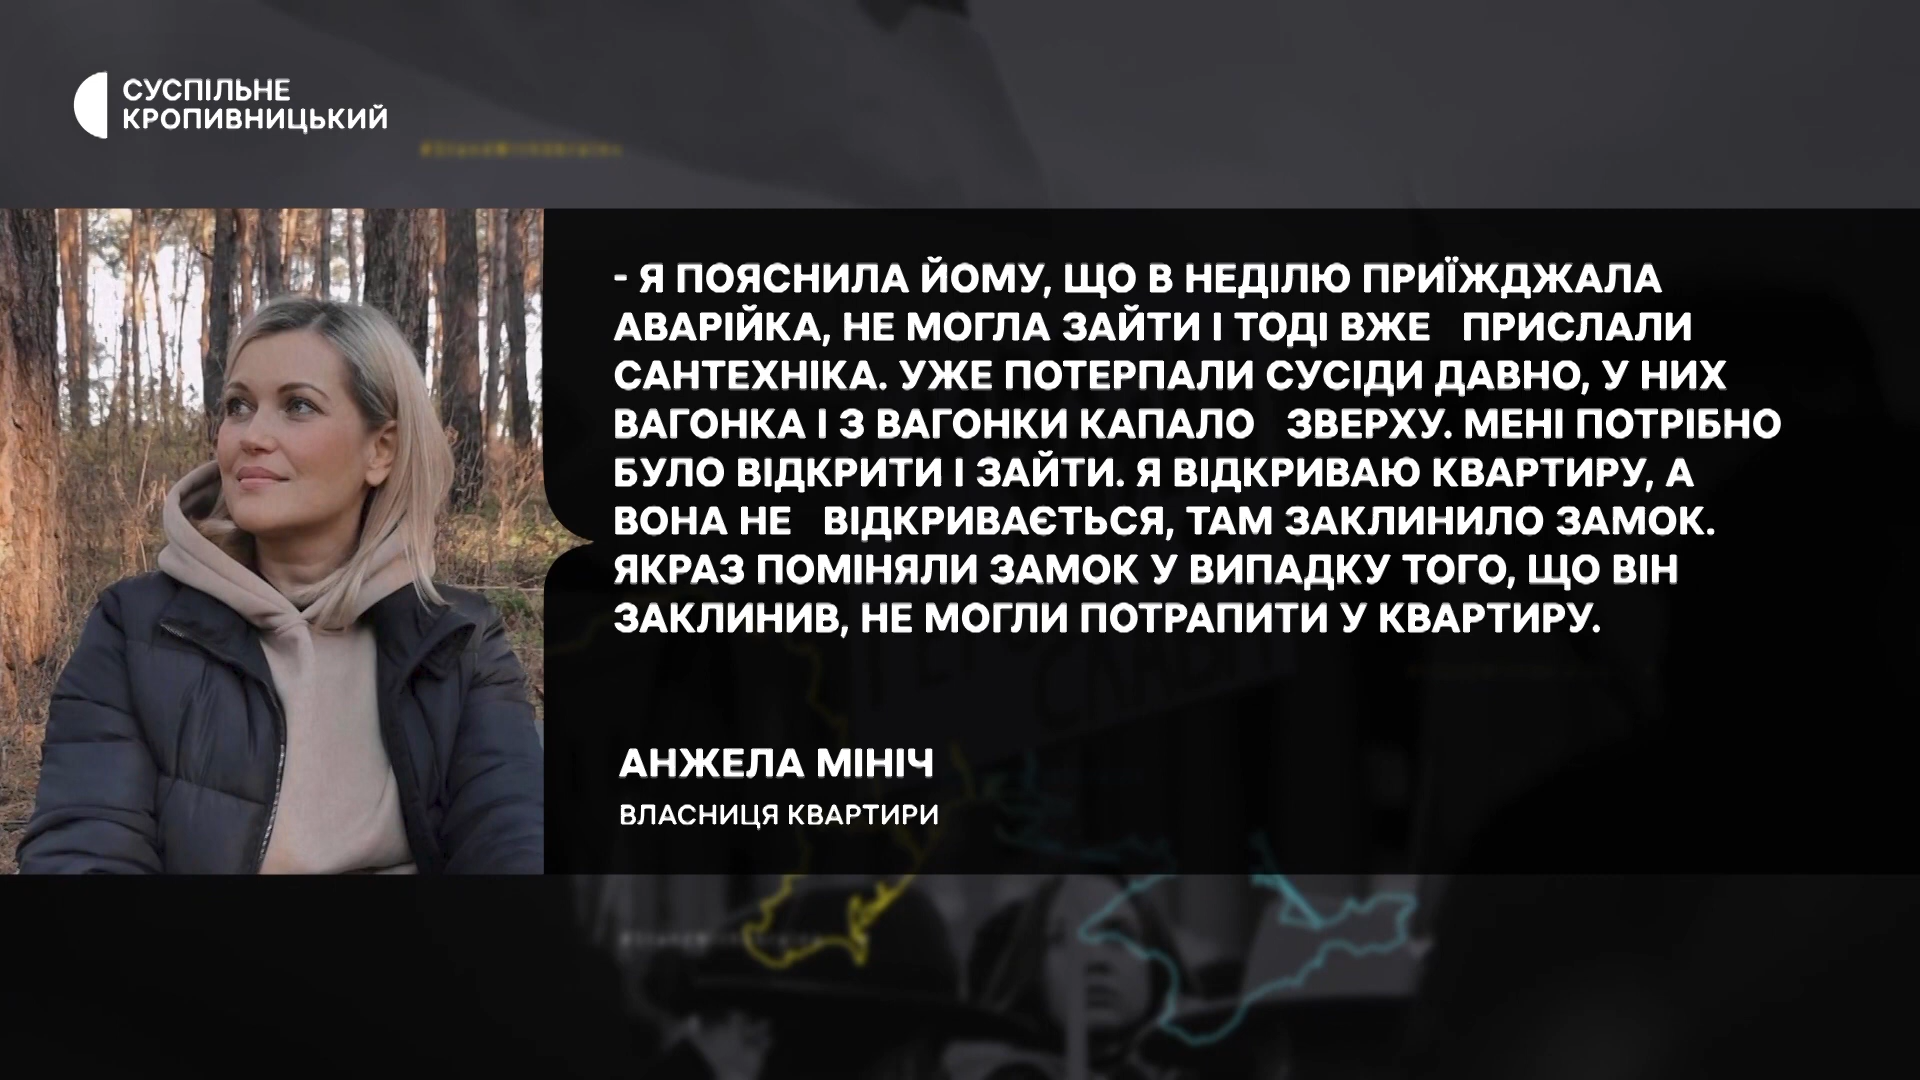 СУСПІЛЬНЕ
КРОПИВНИЦЬКИЙ
#StandWithUkraine
- Я ПОЯСНИЛА ЙОМУ, ЩО В НЕДІЛЮ ПРИЇЖДЖАЛА
АВАРІЙКА, НЕ МОГЛА ЗАЙТИ І ТОДІ ВЖЕ ПРИСЛАЛИ
САНТЕХНІКА. УЖЕ ПОТЕРПАЛИ СУСІДИ ДАВНО, У НИХ
ВАГОНКА І З ВАГОНКИ КАПАЛО ЗВЕРХУ. МЕНІ ПОТРІБНО
БУЛО ВІДКРИТИ І ЗАЙТИ. Я ВІДКРИВАЮ КВАРТИРУ, А
ВОНА НЕ ВІДКРИВАЄТЬСЯ, ТАМ ЗАКЛИНИЛО ЗАМОК.
ЯКРАЗ ПОМІНЯЛИ ЗАМОК У ВИПАДКУ ТОГО, ЩО ВІН
ЗАКЛИНИВ, НЕ МОГЛИ ПОТРАПИТИ У КВАРТИРУ.
АНЖЕЛА МІНІЧ
ВЛАСНИЦЯ КВАРТИРИ